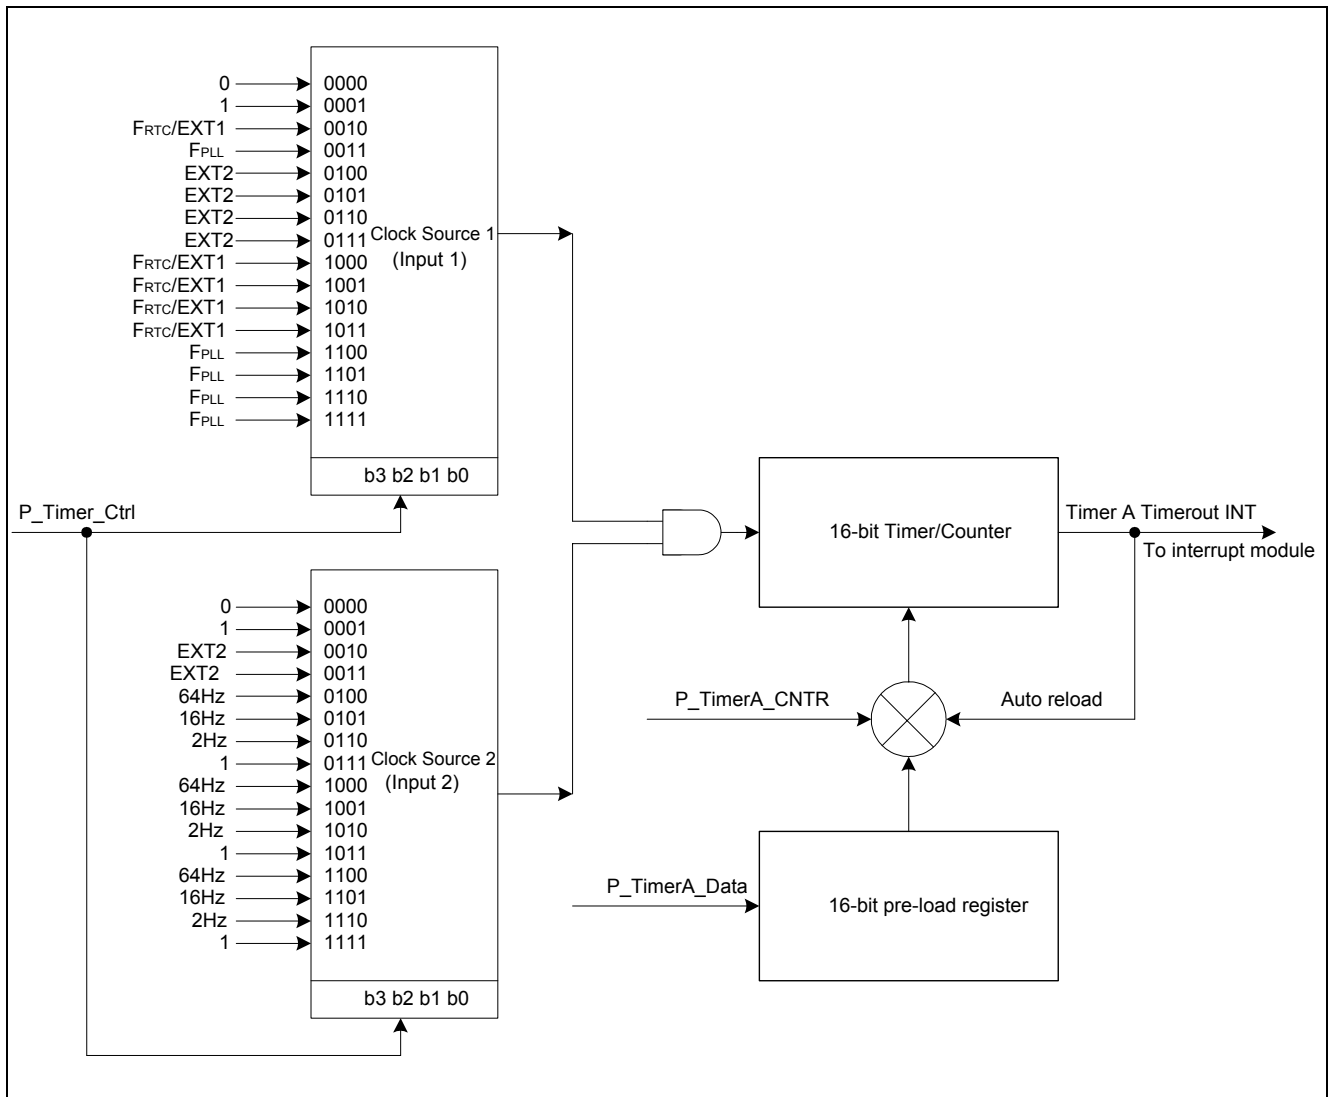 0 0000
1 0001
FRTC/EXT1 0010
FPLL 0011
EXT2 0100
EXT2 0101
EXT2 0110
EXT2 0111 Clock Source 1
(Input 1)
FRTC/EXT1 1000
FRTC/EXT1 1001
FRTC/EXT1 1010
FRTC/EXT1 1011
FPLL 1100
FPLL 1101
FPLL 1110
FPLL 1111
b3 b2 b1 b0
P_Timer_Ctrl
16-bit Timer/Counter
Timer A Timerout INT
To interrupt module
0 0000
1 0001
EXT2 0010
EXT2 0011
64Hz 0100
16Hz 0101
2Hz 0110
1 0111 Clock Source 2
(Input 2)
64Hz 1000
16Hz 1001
2Hz 1010
1 1011
64Hz 1100
16Hz 1101
2Hz 1110
1 1111
b3 b2 b1 b0
P_TimerA_CNTR
Auto reload
P_TimerA_Data
16-bit pre-load register